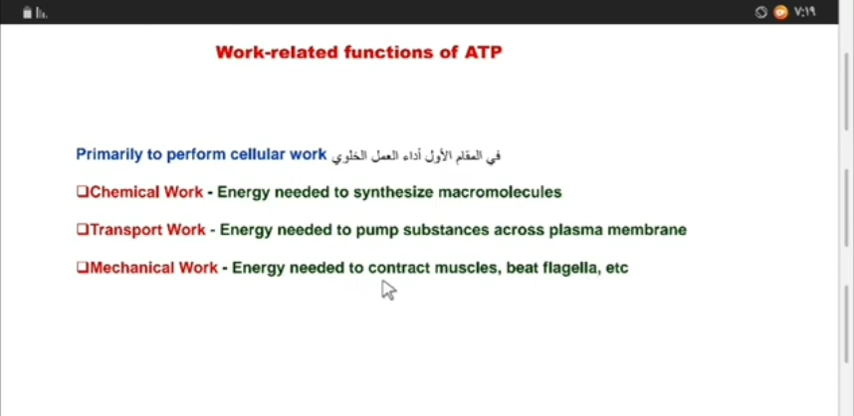 ٧:١٩
Work-related functions of ATP
Primarily to perform cellular work في المقام الأول أداء العمل الخلوي
❑Chemical Work - Energy needed to synthesize macromolecules
❑Transport Work - Energy needed to pump substances across plasma membrane
❑Mechanical Work - Energy needed to contract muscles, beat flagella, etc